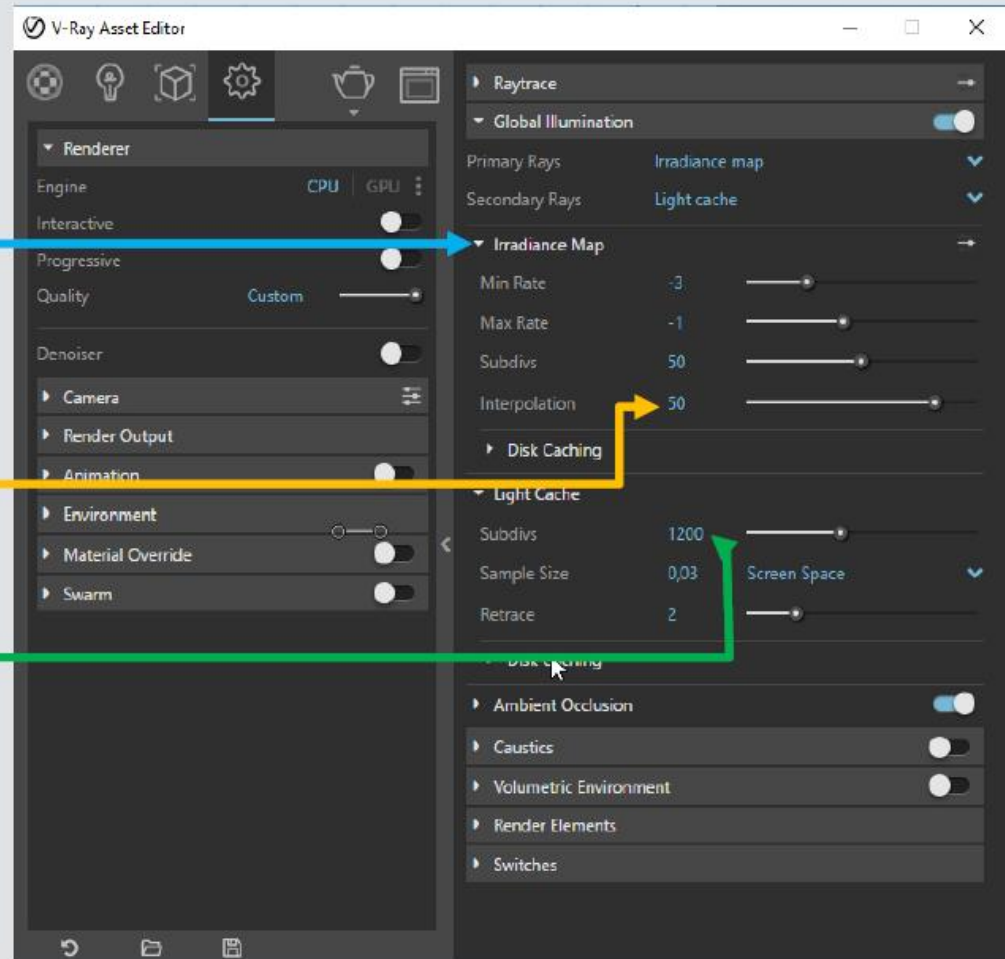 V-Ray Asset Editor
Renderer
Engine CPU GPU
Interactive
Progressive
Quality Custom
Denoiser
Camera
Render Output
Animation
Environment
Material Override
Swarm
Raytrace
Global Illumination
Primary Rays Irradiance map
Secondary Rays Light cache
Irradiance Map
Min Rate -3
Max Rate -1
Subdivs 50
Interpolation 50
Disk Caching
Light Cache
Subdivs 1200
Sample Size 0,03 Screen Space
Retrace 2
Disk Caching
Ambient Occlusion
Caustics
Volumetric Environment
Render Elements
Switches